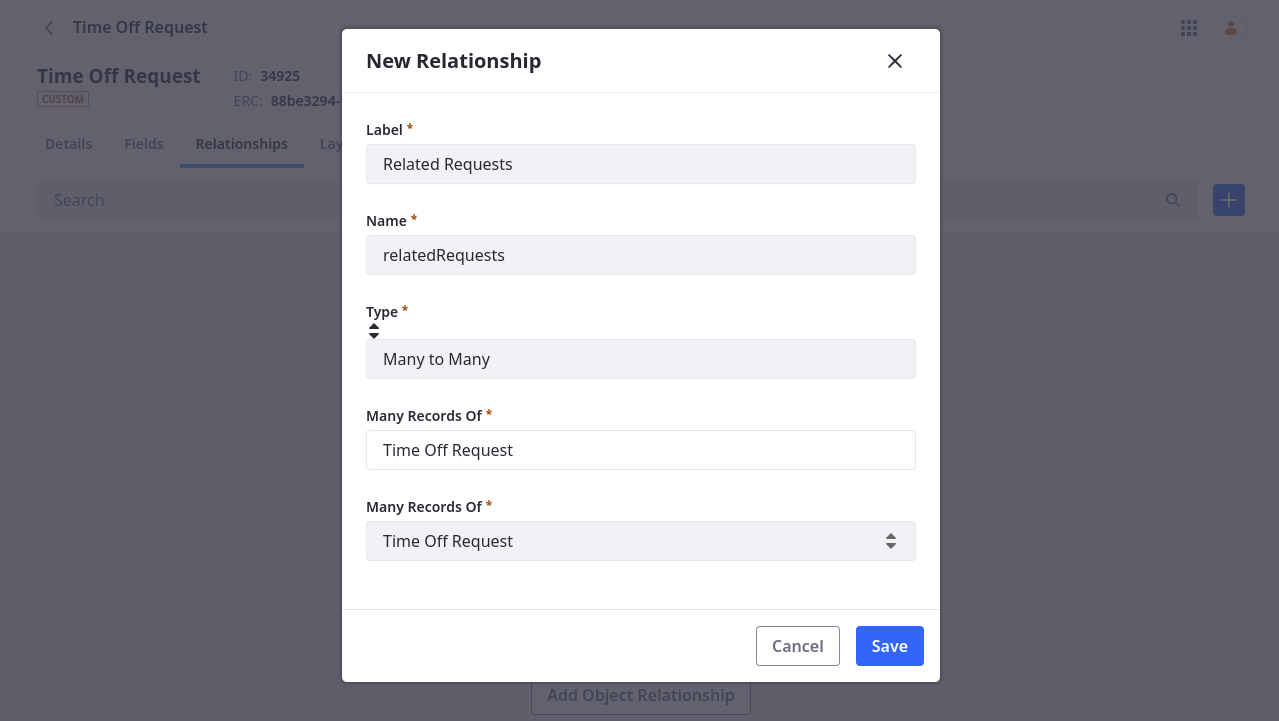 Time Off Request
Time Off Request
CUSTOM
ID: 34925
ERC: 88be3294-
Details
Fields
Relationships
Lay
Search
New Relationship
Label *
Related Requests
Name *
relatedRequests
Type *
Many to Many
Many Records Of *
Time Off Request
Many Records Of *
Time Off Request
Cancel
Save
Add Object Relationship